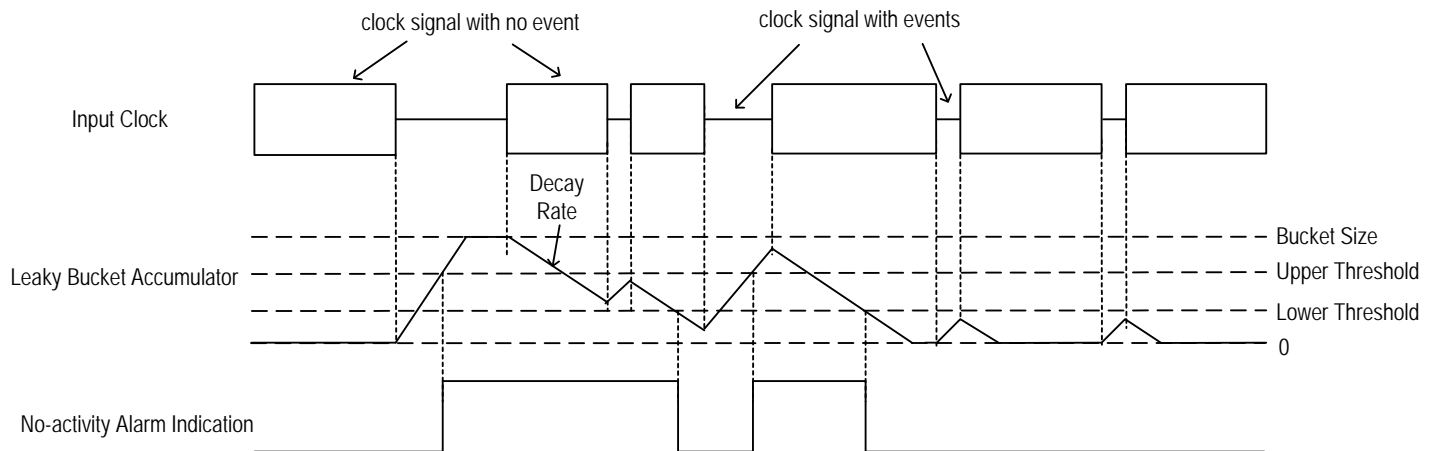 clock signal with no event
clock signal with events
Input Clock
Decay
Rate
Bucket Size
Leaky Bucket Accumulator
Upper Threshold
Lower Threshold
0
No-activity Alarm Indication